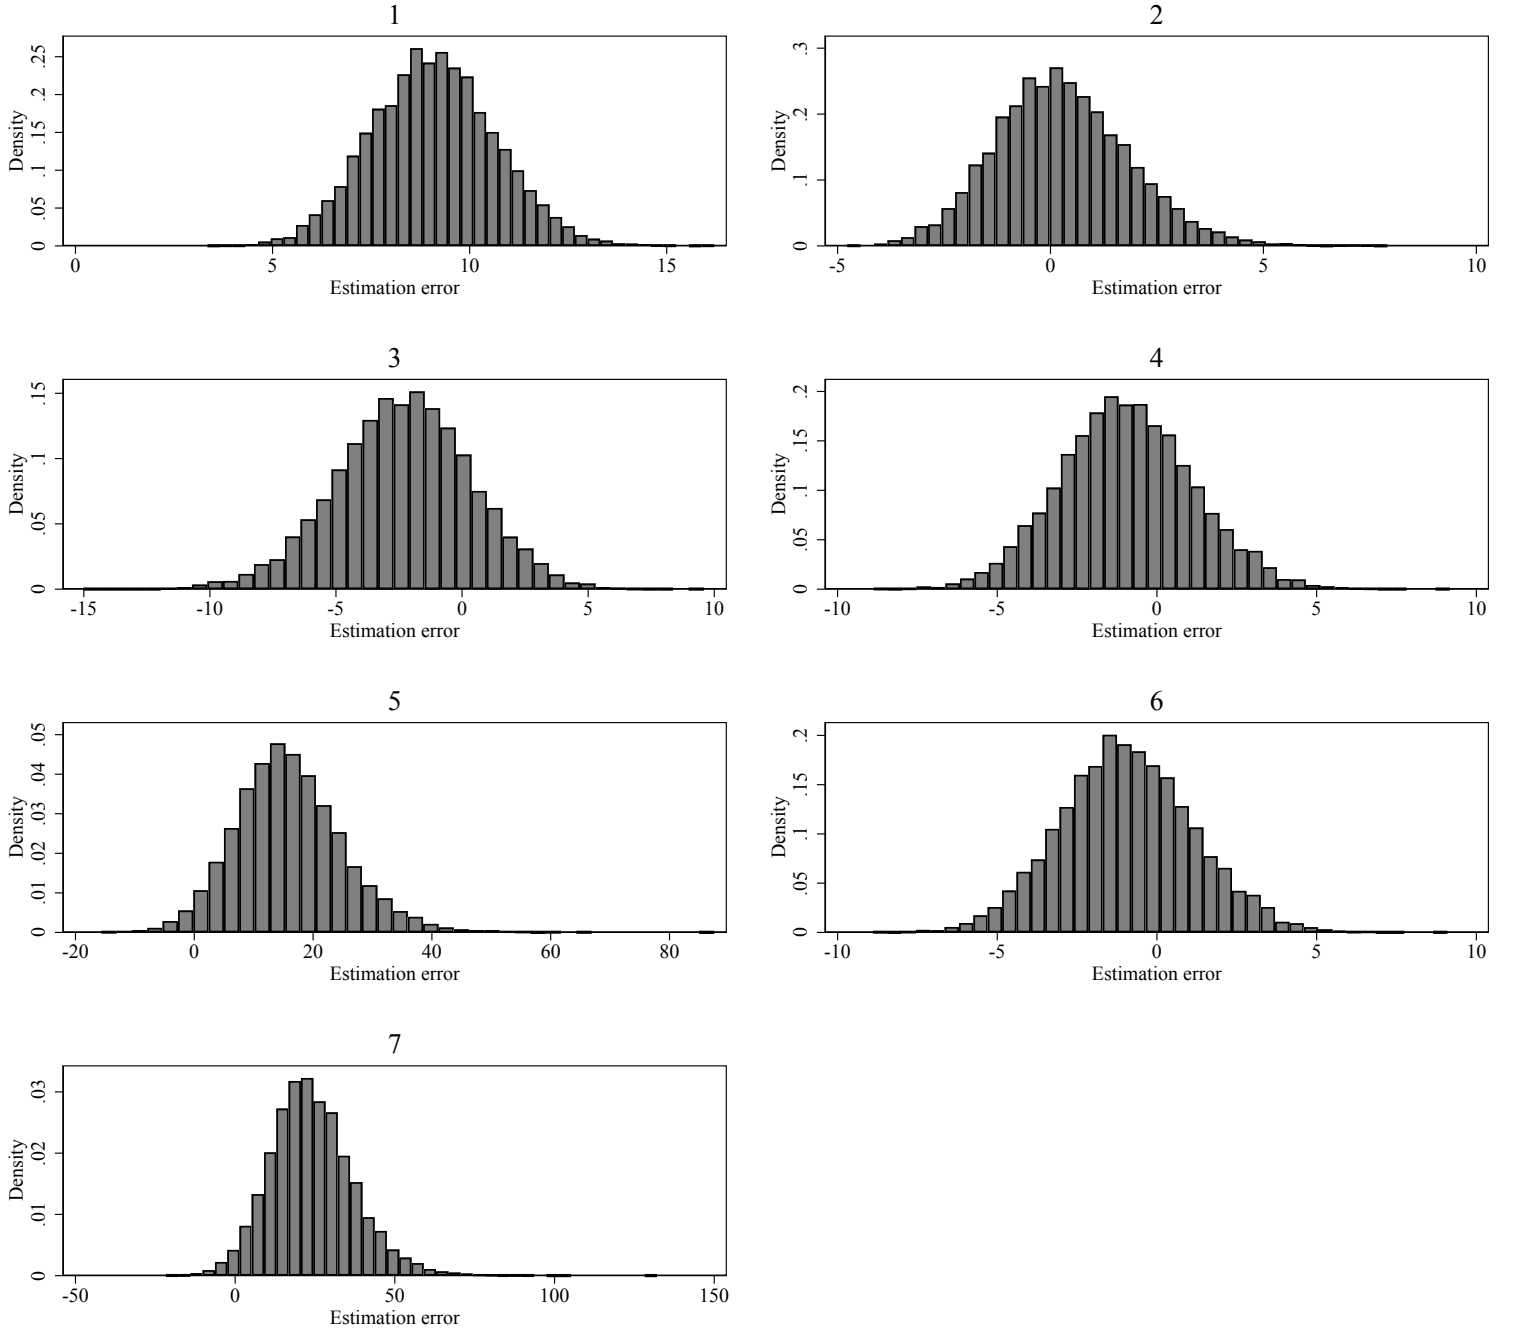 1
Density
0 .05 .1 .15 .2 .25
0 5 10 15
Estimation error
2
Density
0 .1 .2 .3
-5 0 5 10
Estimation error
3
Density
0 .05 .1 .15
-15 -10 -5 0 5 10
Estimation error
4
Density
0 .05 .1 .15 .2
-10 -5 0 5 10
Estimation error
5
Density
0 .01 .02 .03 .04 .05
-20 0 20 40 60 80
Estimation error
6
Density
0 .05 .1 .15 .2
-10 -5 0 5 10
Estimation error
7
Density
0 .01 .02 .03
-50 0 50 100 150
Estimation error